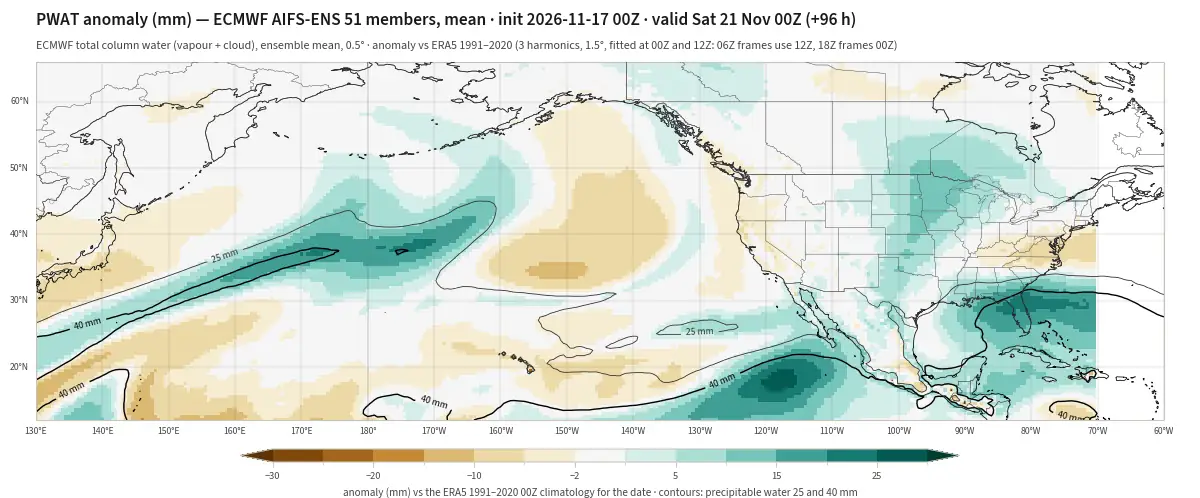 PWAT anomaly (mm) — ECMWF AIFS-ENS 51 members, mean · init 2026-11-17 00Z · valid Sat 21 Nov 00Z (+96 h)
ECMWF total column water (vapour + cloud), ensemble mean, 0.5° · anomaly vs ERA5 1991–2020 (3 harmonics, 1.5°, fitted at 00Z and 12Z: 06Z frames use 12Z, 18Z frames 00Z)
60°N
50°N
40°N
30°N
20°N
25 mm
40 mm
25 mm
40 mm
40 mm
40 mm
40 mm
130°E 140°E 150°E 160°E 170°E 180° 170°W 160°W 150°W 140°W 130°W 120°W 110°W 100°W 90°W 80°W 70°W 60°W
−30 −20 −10 −2 5 15 25
anomaly (mm) vs the ERA5 1991–2020 00Z climatology for the date · contours: precipitable water 25 and 40 mm